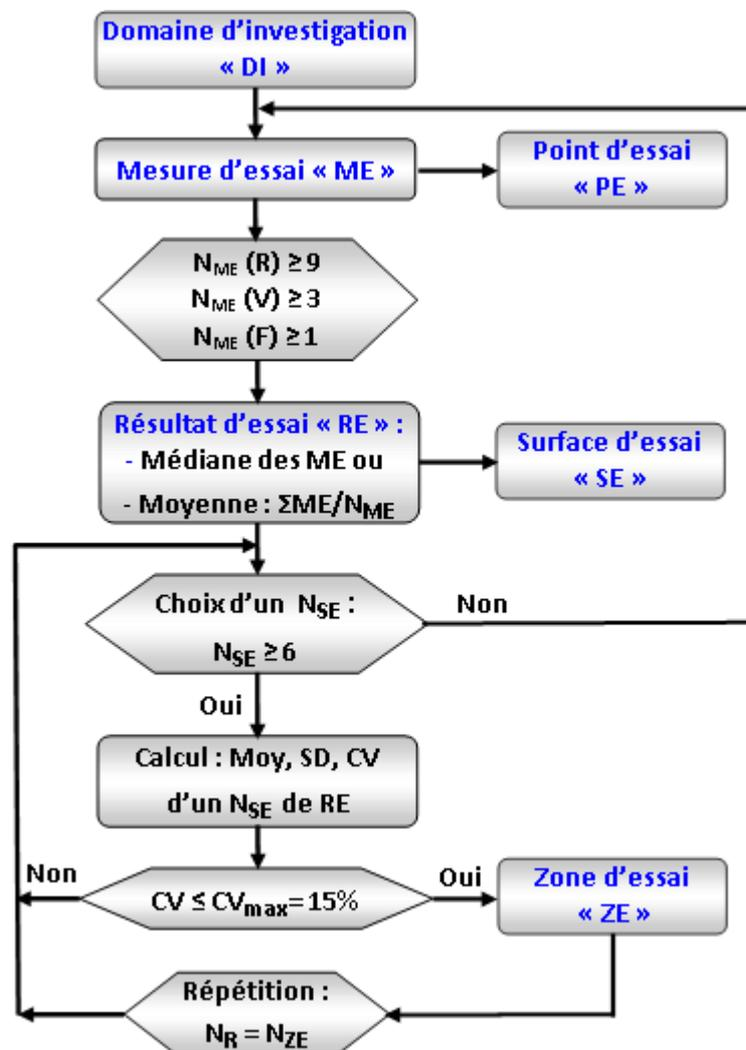 Domaine d'investigation
« DI »
Mesure d'essai « ME »
Point d'essai
« PE »
N_ME (R) ≥ 9
N_ME (V) ≥ 3
N_ME (F) ≥ 1
Résultat d'essai « RE » :
- Médiane des ME ou
- Moyenne : ΣME/N_ME
Surface d'essai
« SE »
Choix d'un N_SE :
N_SE ≥ 6
Non
Oui
Calcul : Moy, SD, CV
d'un N_SE de RE
Non
CV ≤ CV_max = 15%
Oui
Zone d'essai
« ZE »
Répétition :
N_R = N_ZE